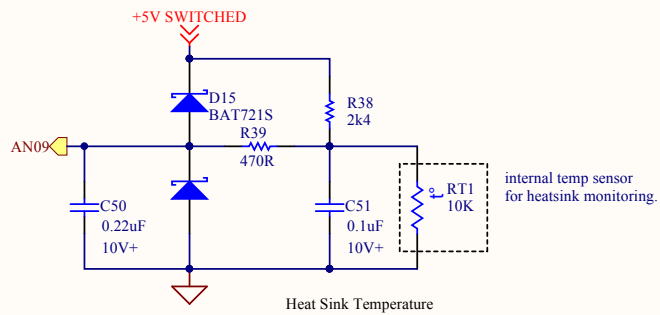 +5V SWITCHED
D15
BAT721S
R38
2k4
R39
470R
AN09
C50
0.22uF
10V+
C51
0.1uF
10V+
t°
RT1
10K
internal temp sensor
for heatsink monitoring.
Heat Sink Temperature